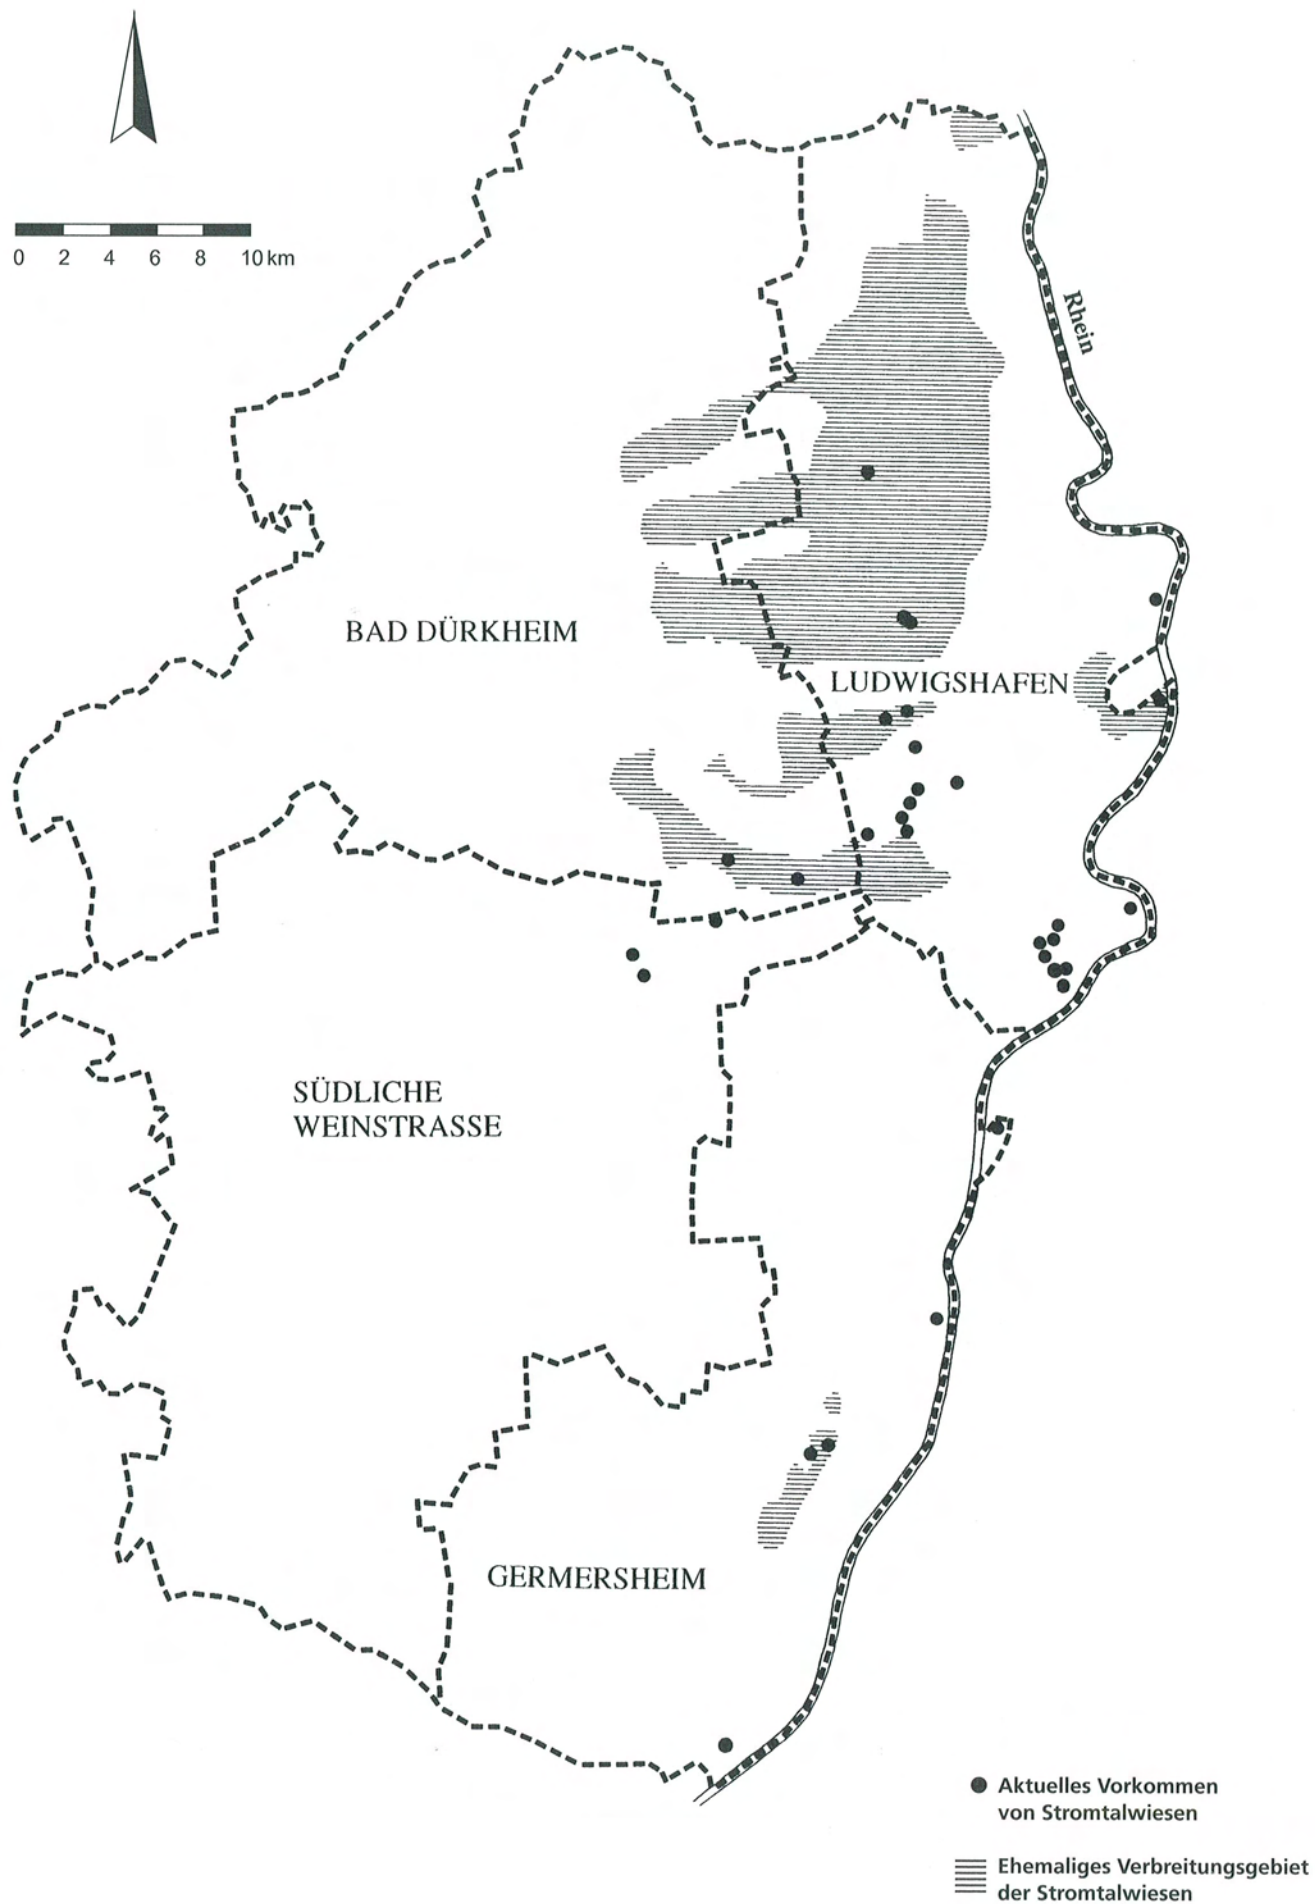 0 2 4 6 8 10 km
Rhein
BAD DÜRKHEIM
LUDWIGSHAFEN
SÜDLICHE
WEINSTRASSE
GERMERSHEIM
Aktuelles Vorkommen
von Stromtalwiesen
Ehemaliges Verbreitungsgebiet
der Stromtalwiesen